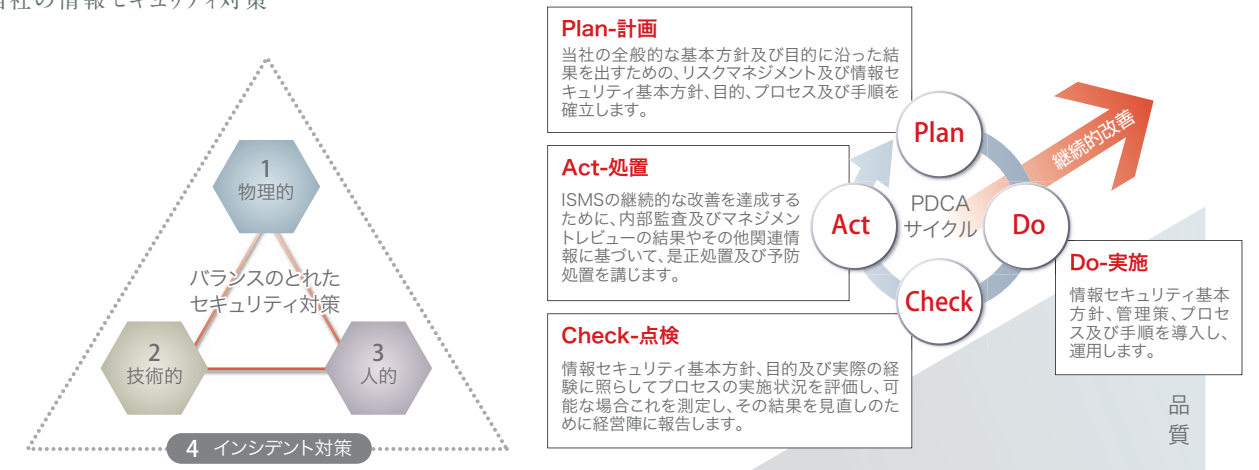 当社の情報セキュリティ対策
1
物理的
バランスのとれた
セキュリティ対策
2
技術的
3
人的
4 インシデント対策
Plan-計画
当社の全般的な基本方針及び目的に沿った結
果を出すための、リスクマネジメント及び情報セ
キュリティ基本方針、目的、プロセス及び手順を
確立します。
Act-処置
ISMSの継続的な改善を達成する
ために、内部監査及びマネジメン
トレビューの結果やその他関連情
報に基づいて、是正処置及び予防
処置を講じます。
Check-点検
情報セキュリティ基本方針、目的及び実際の経
験に照らしてプロセスの実施状況を評価し、可
能な場合これを測定し、その結果を見直しのた
めに経営陣に報告します。
Plan
Act
PDCA
サイクル
Do
Check
継続的改善
Do-実施
情報セキュリティ基本
方針、管理策、プロセ
ス及び手順を導入し、
運用します。
品
質